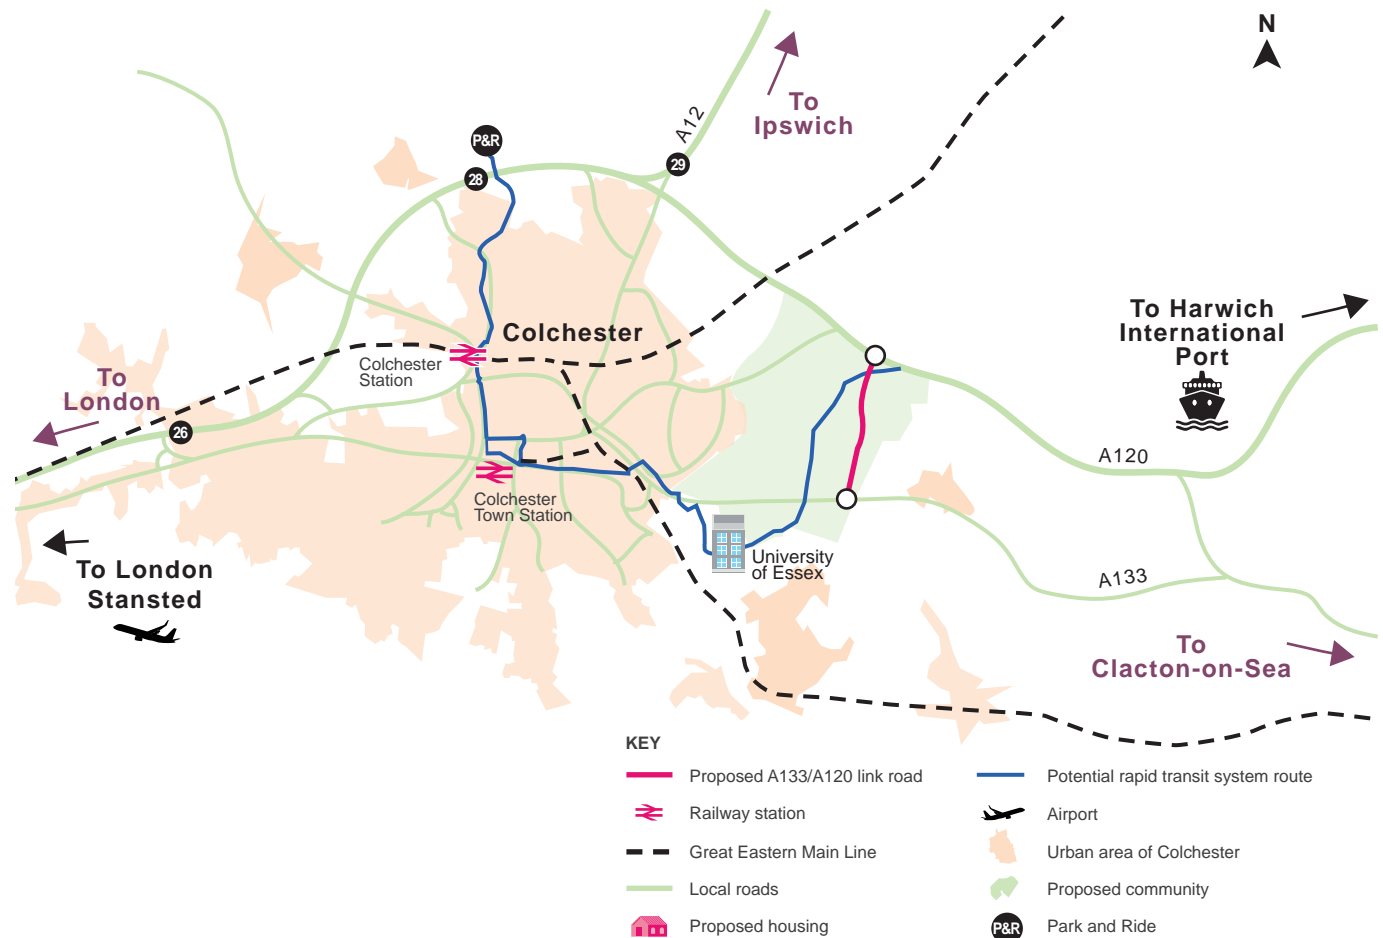 N
To
Ipswich
A12
P&R
28
29
Colchester
To Harwich
International
Port
Colchester
Station
To
London
26
A120
Colchester
Town Station
University
of Essex
To London
Stansted
A133
To
Clacton-on-Sea
KEY
Proposed A133/A120 link road
Potential rapid transit system route
Railway station
Airport
Great Eastern Main Line
Urban area of Colchester
Local roads
Proposed community
Proposed housing
P&R
Park and Ride